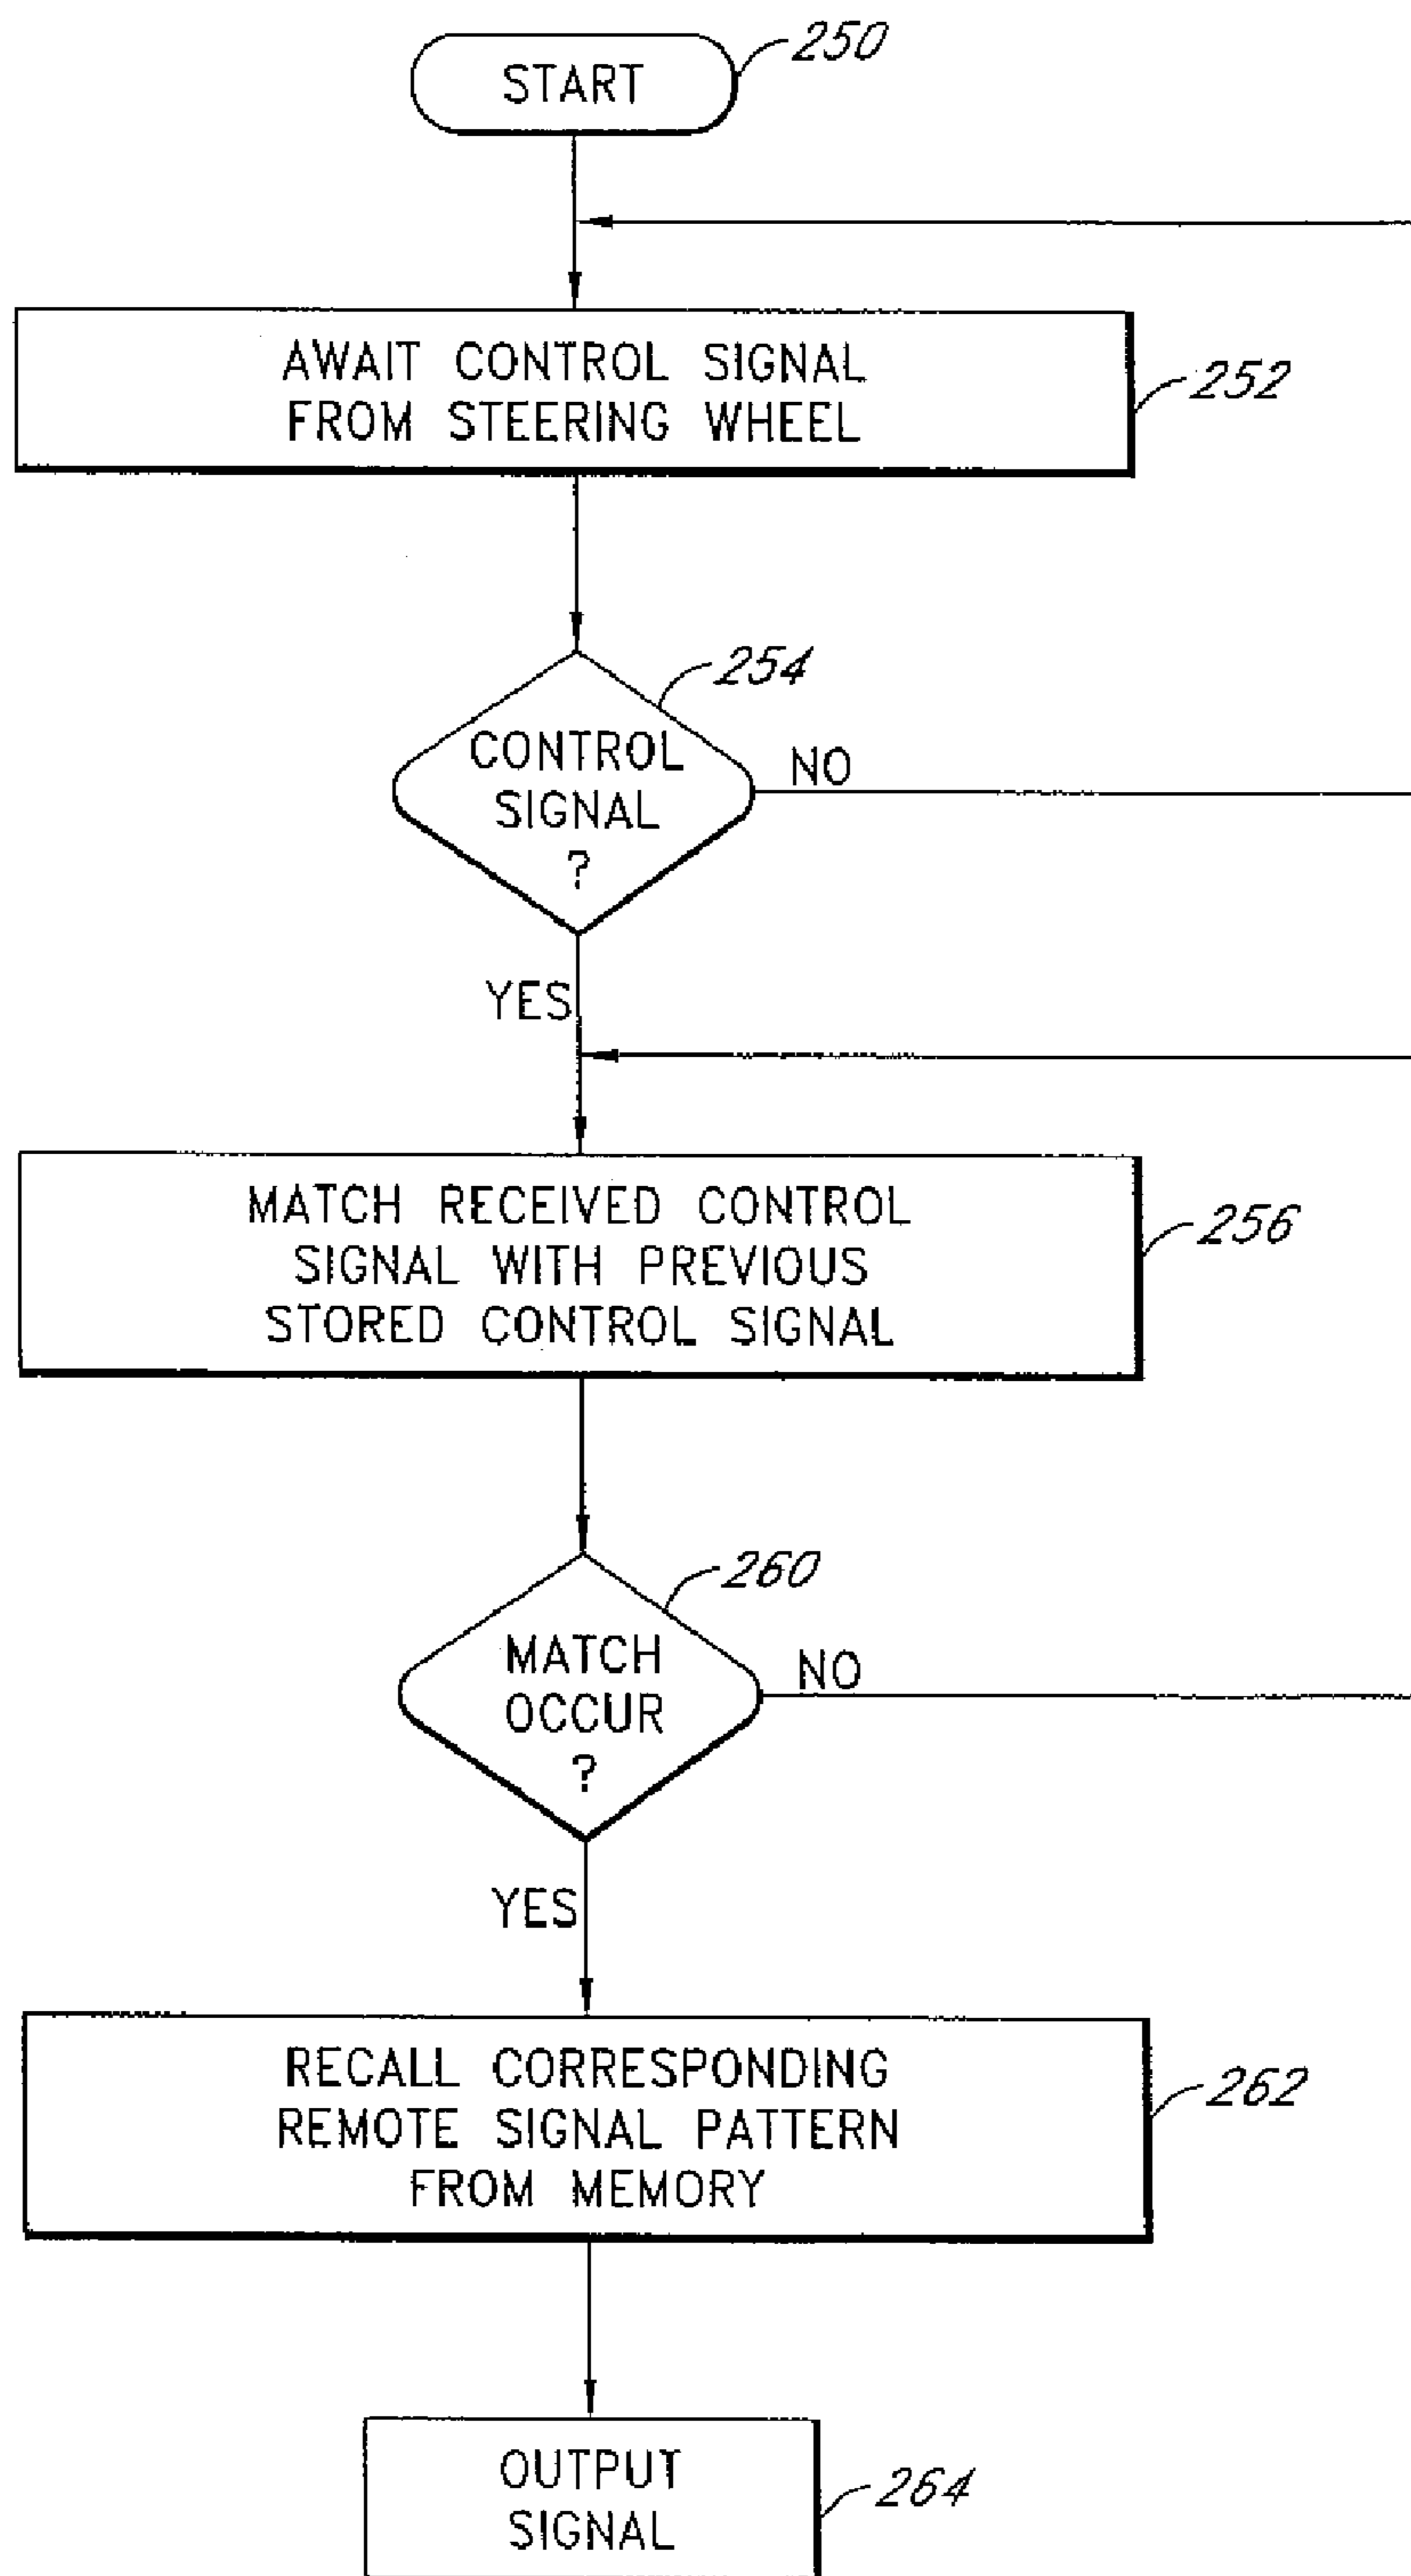 START
250
AWAIT CONTROL SIGNAL
FROM STEERING WHEEL
252
254
CONTROL
SIGNAL
?
NO
YES
MATCH RECEIVED CONTROL
SIGNAL WITH PREVIOUS
STORED CONTROL SIGNAL
256
260
MATCH
OCCUR
?
NO
YES
RECALL CORRESPONDING
REMOTE SIGNAL PATTERN
FROM MEMORY
262
OUTPUT
SIGNAL
264